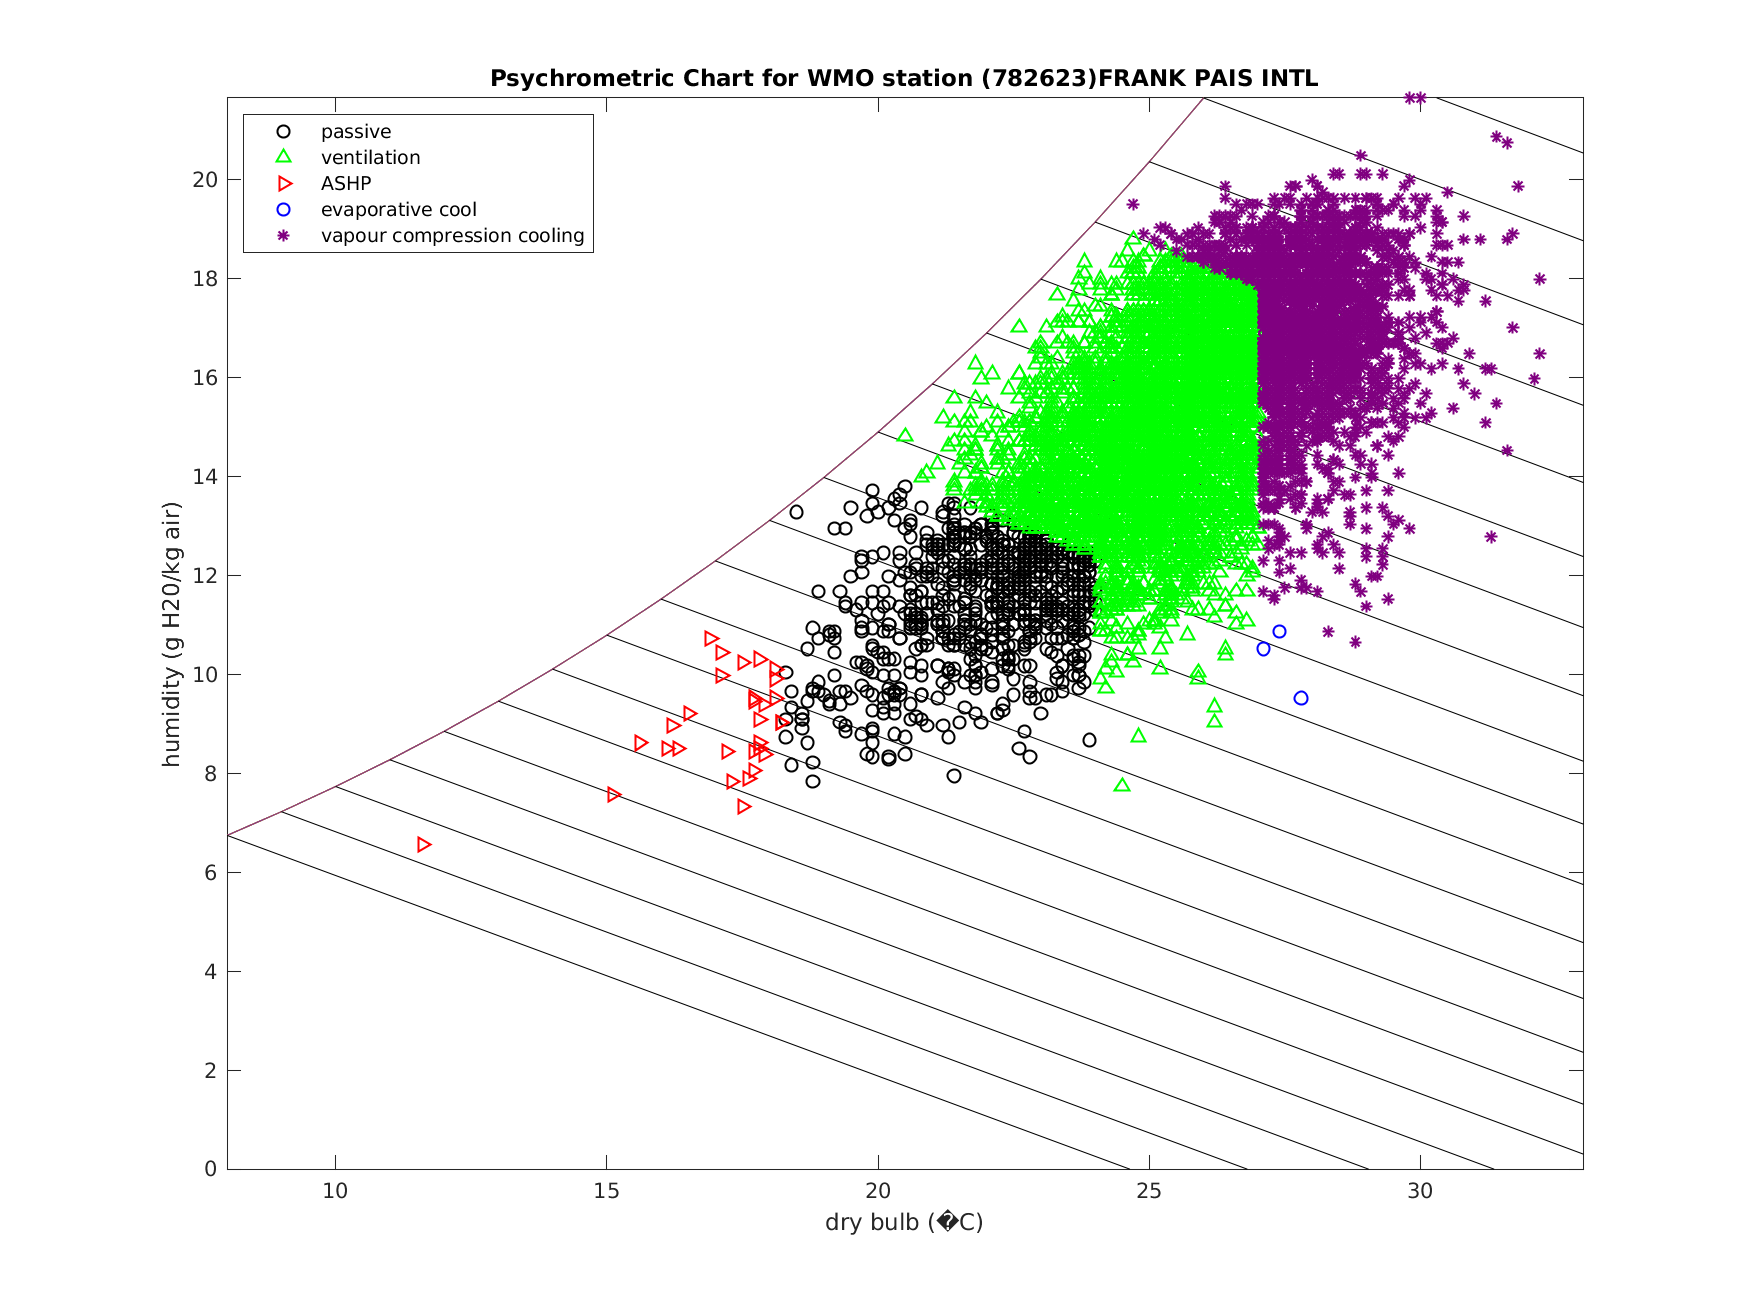 Psychrometric Chart for WMO station (782623)FRANK PAIS INTL
passive
ventilation
ASHP
evaporative cool
vapour compression cooling
humidity (g H20/kg air)
20
18
16
14
12
10
8
6
4
2
0
10 15 20 25 30
dry bulb (�C)